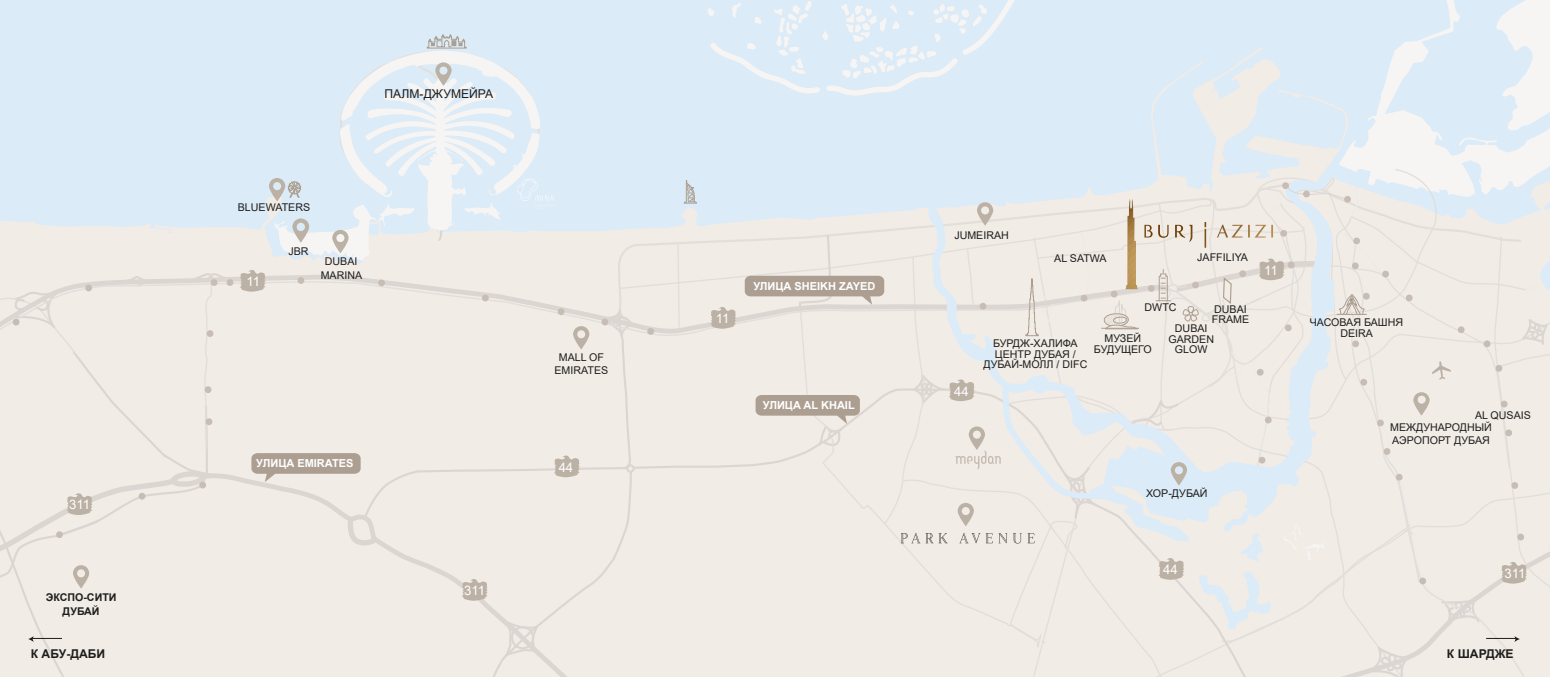 ПАЛМ-ДЖУМЕЙРА
BLUEWATERS
JBR
DUBAI
MARINA
JUMEIRAH
BURJ AZIZI
AL SATWA
JAFFILIYA
11
11
11
УЛИЦА SHEIKH ZAYED
DWTC
DUBAI
FRAME
DUBAI
GARDEN
GLOW
МУЗЕЙ
БУДУЩЕГО
БУРДЖ-ХАЛИФА
ЦЕНТР ДУБАЯ /
ДУБАЙ-МОЛЛ / DIFC
ЧАСОВАЯ БАШНЯ
DEIRA
MALL OF
EMIRATES
УЛИЦА AL KHAIL
44
44
44
AL QUSAIS
МЕЖДУНАРОДНЫЙ
АЭРОПОРТ ДУБАЯ
УЛИЦА EMIRATES
meydan
ХОР-ДУБАЙ
311
311
311
PARK AVENUE
ЭКСПО-СИТИ
ДУБАЙ
К АБУ-ДАБИ
К ШАРДЖЕ